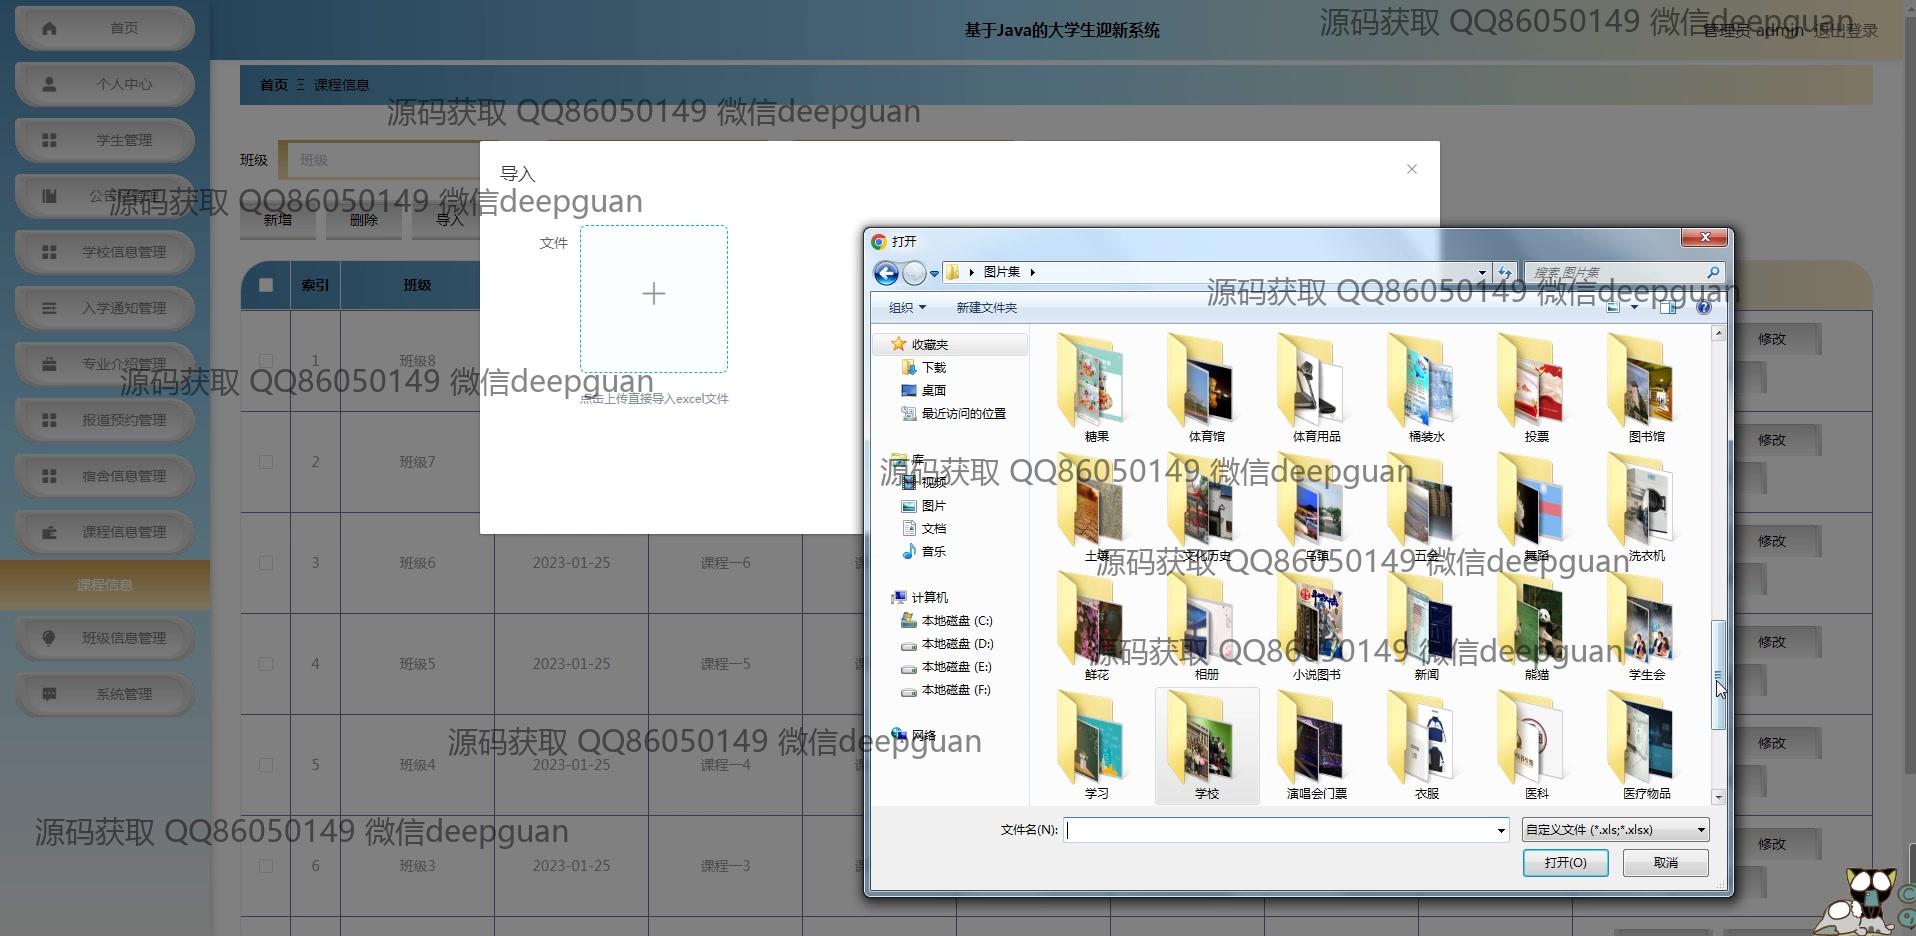 首页
个人中心
学生管理
学校信息管理
入学通知管理
专业介绍管理
报道预约管理
宿舍信息管理
课程信息管理
课程信息
班级信息管理
系统管理
基于Java的大学生迎新系统
管理员 admin 退出登录
首页 Ξ 课程信息
班级 班级
新增 删除 导入
索引 班级
1 班级8
2 班级7
3 班级6 2023-01-25 课程一6
4 班级5 2023-01-25 课程一5
5 班级4 2023-01-25 课程一4
6 班级3 2023-01-25 课程一3
修改
修改
修改
修改
修改
修改
导入
文件
点击上传直接导入excel文件
打开
图片集
搜索 图片集
组织 新建文件夹
收藏夹
下载
桌面
最近访问的位置
库
视频
图片
文档
音乐
计算机
本地磁盘 (C:)
本地磁盘 (D:)
本地磁盘 (E:)
本地磁盘 (F:)
网络
糖果 体育馆 体育用品 桶装水 投票 图书馆
土壤 文化历史 乌镇 五金 舞蹈 洗衣机
鲜花 相册 小说图书 新闻 熊猫 学生会
学习 学校 演唱会门票 衣服 医科 医疗物品
文件名(N): 自定义文件 (*.xls;*.xlsx)
打开(O) 取消
源码获取 QQ86050149 微信deepguan
源码获取 QQ86050149 微信deepguan
源码获取 QQ86050149 微信deepguan
源码获取 QQ86050149 微信deepguan
源码获取 QQ86050149 微信deepguan
源码获取 QQ86050149 微信deepguan
源码获取 QQ86050149 微信deepguan
源码获取 QQ86050149 微信deepguan
源码获取 QQ86050149 微信deepguan
源码获取 QQ86050149 微信deepguan